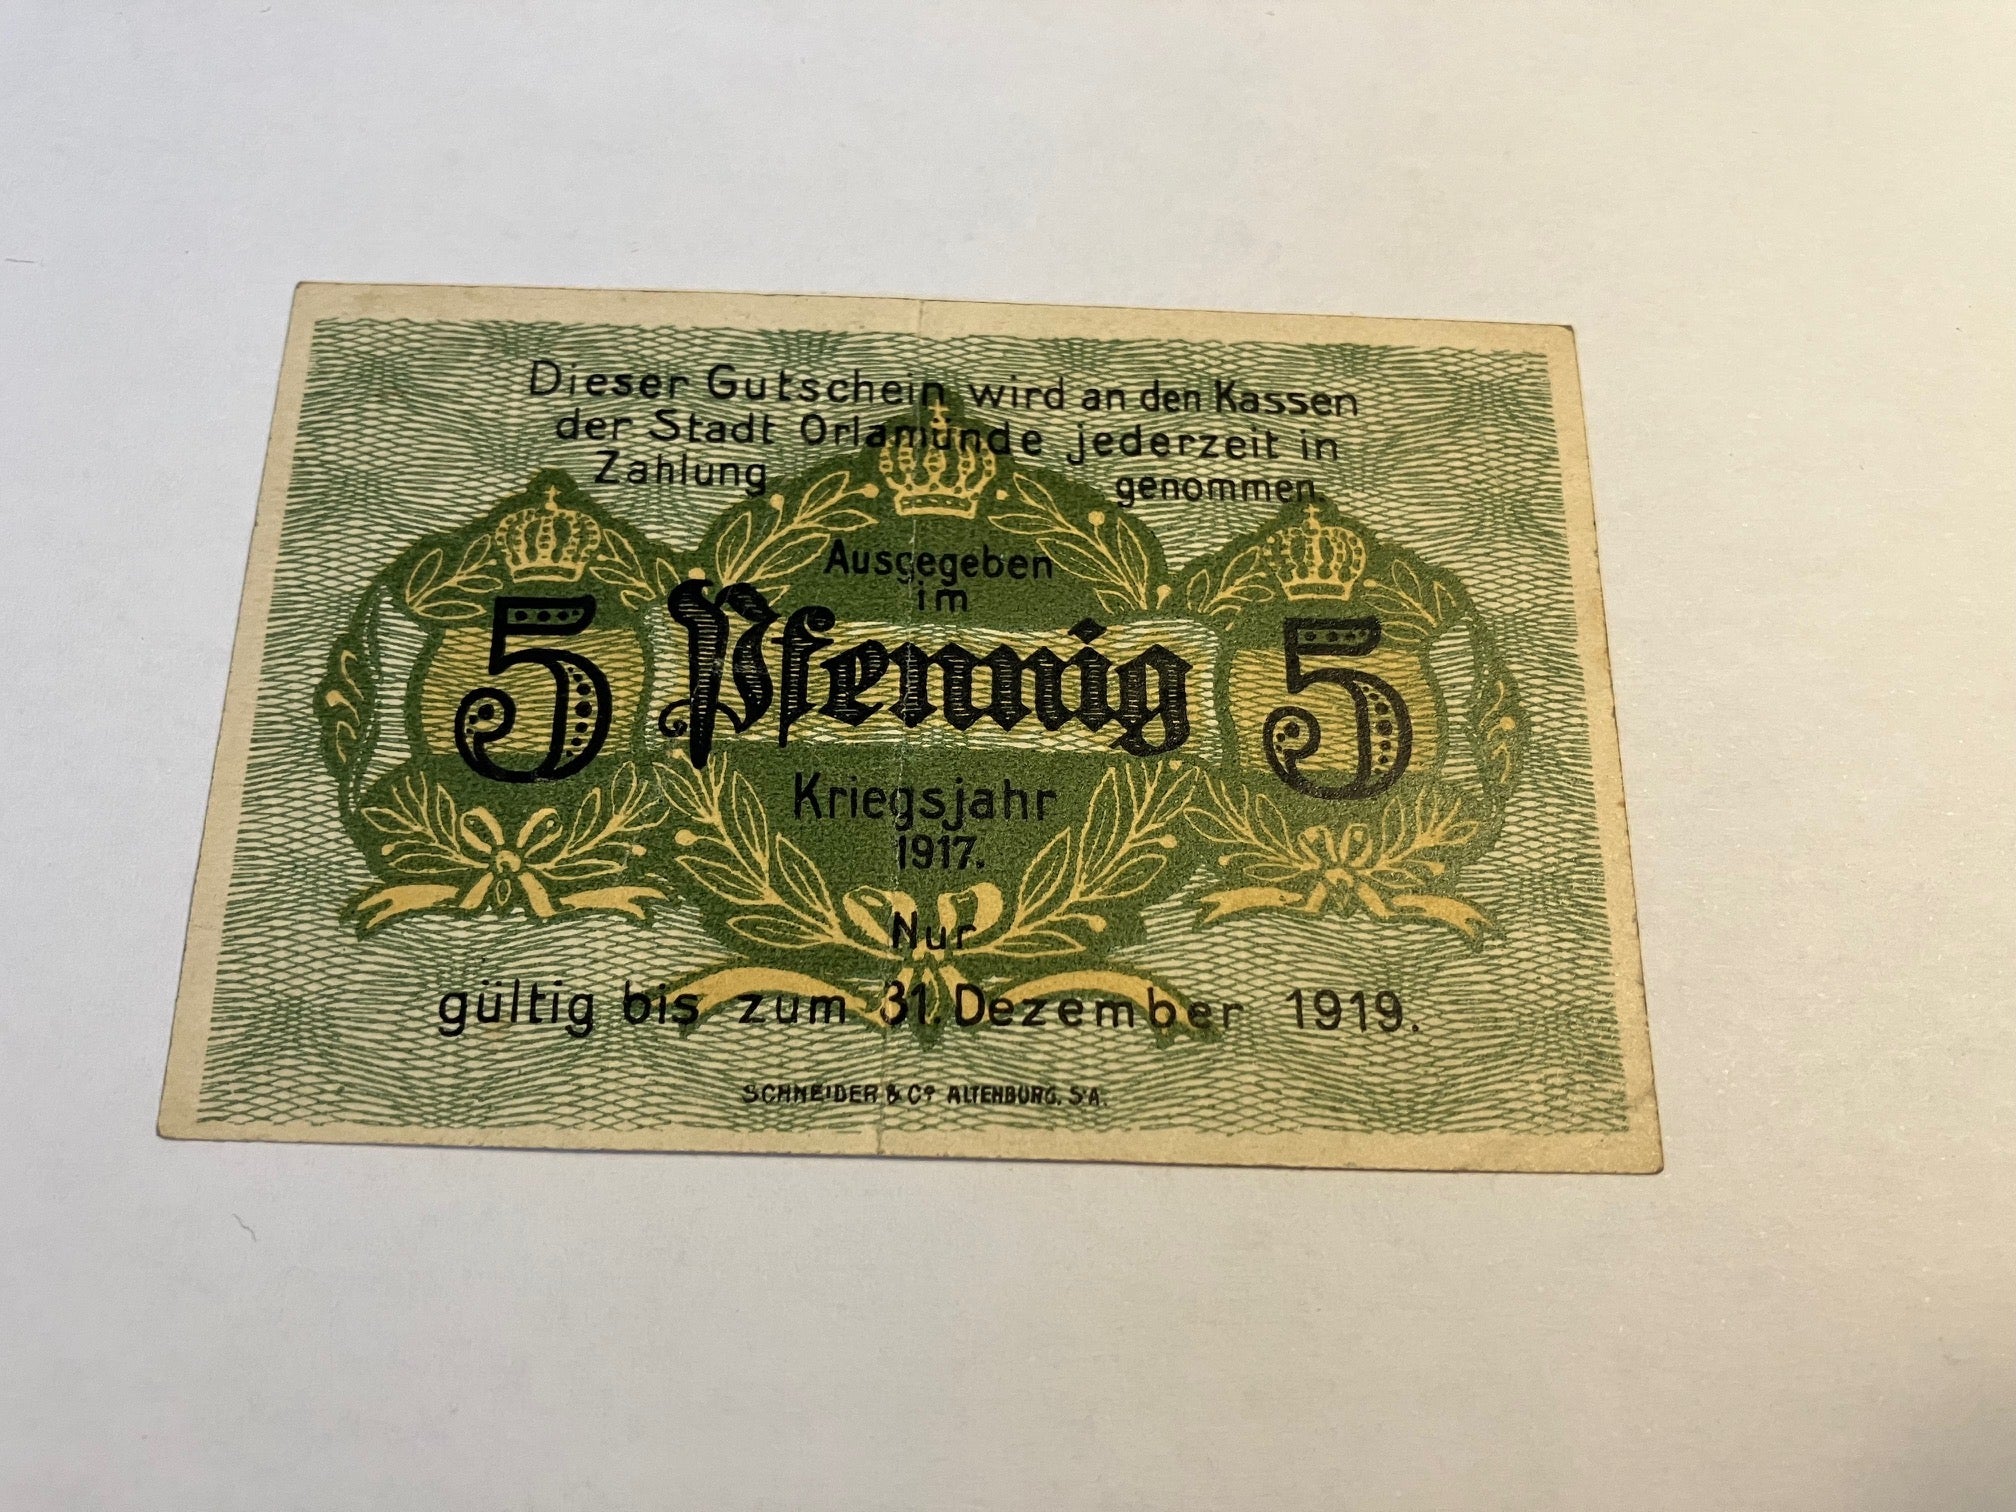 Dieser Gutschein wird an den Kassen
der Stadt Orlamünde jederzeit in
Zahlung genommen.
Ausgegeben
im
5 Pfennig 5
Kriegsjahr
1917.
Nur
gültig bis zum 31. Dezember 1919.
SCHNEIDER & Co ALTENBURG, S.A.